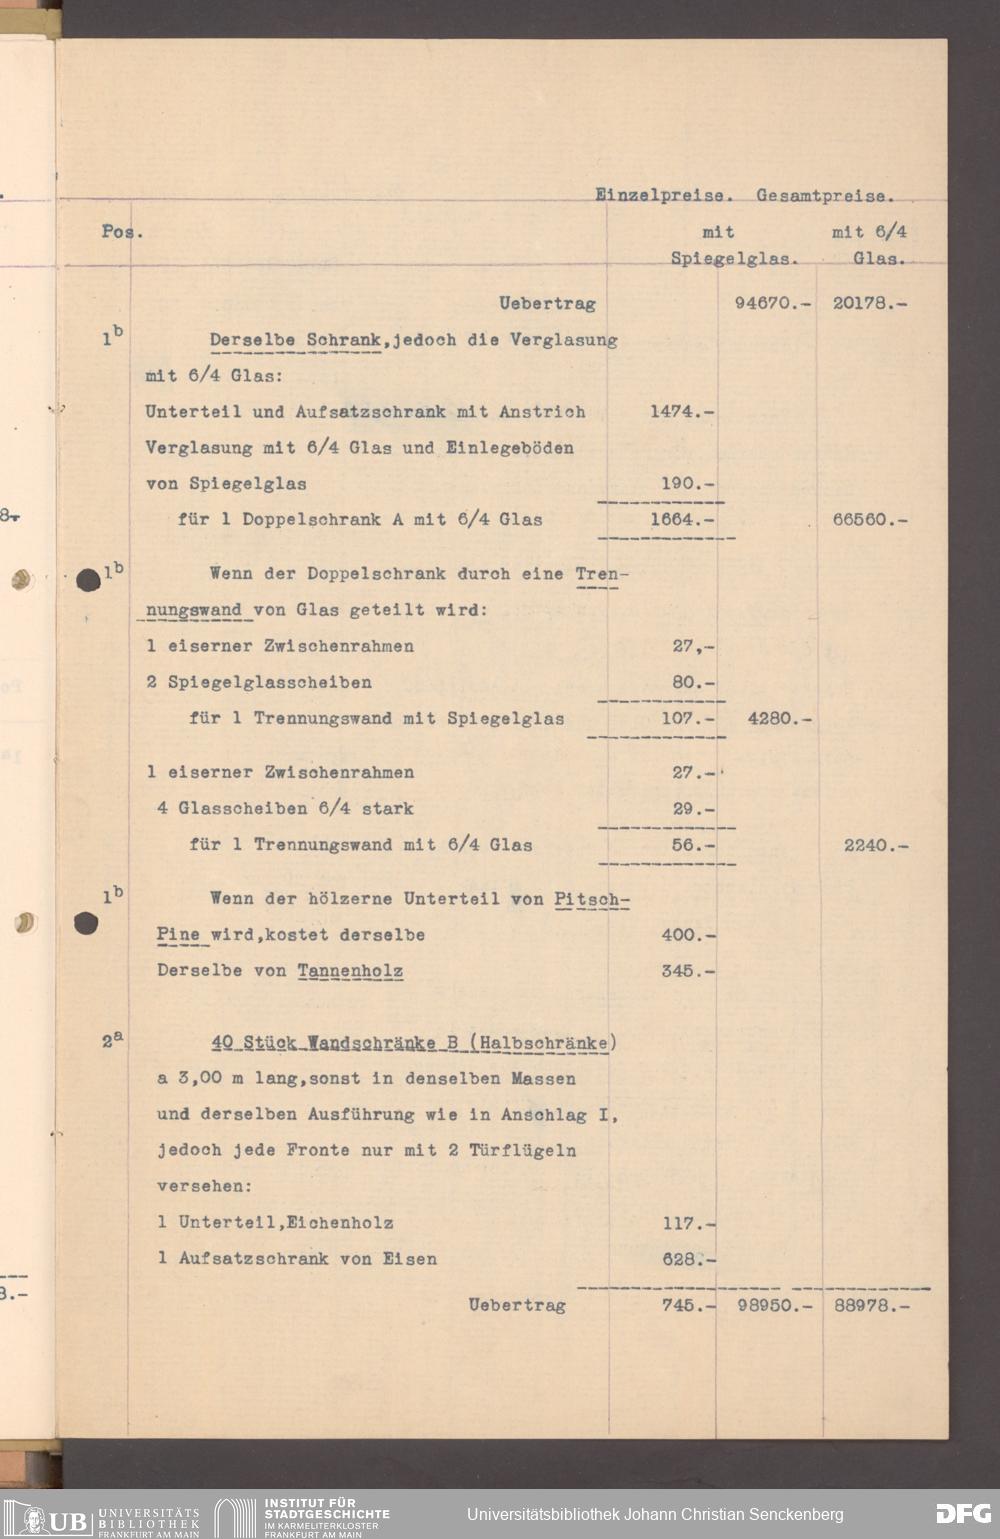 Einzelpreise. Gesamtpreise.
Pos. mit mit 6/4
Spiegelglas. Glas.
Uebertrag 94670.- 20178.-
1b Derselbe Schrank,jedoch die Verglasung
mit 6/4 Glas:
Unterteil und Aufsatzschrank mit Anstrich 1474.-
Verglasung mit 6/4 Glas und Einlegeböden
von Spiegelglas 190.-
für 1 Doppelschrank A mit 6/4 Glas 1664.- 66560.-
1b Wenn der Doppelschrank durch eine Tren-
nungswand von Glas geteilt wird:
1 eiserner Zwischenrahmen 27,-
2 Spiegelglasscheiben 80.-
für 1 Trennungswand mit Spiegelglas 107.- 4280.-
1 eiserner Zwischenrahmen 27.-
4 Glasscheiben 6/4 stark 29.-
für 1 Trennungswand mit 6/4 Glas 56.- 2240.-
1b Wenn der hölzerne Unterteil von Pitsch-
Pine wird,kostet derselbe 400.-
Derselbe von Tannenholz 345.-
2a 40 Stück Wandschränke B (Halbschränke)
a 3,00 m lang,sonst in denselben Massen
und derselben Ausführung wie in Anschlag I,
jedoch jede Fronte nur mit 2 Türflügeln
versehen:
1 Unterteil,Eichenholz 117.-
1 Aufsatzschrank von Eisen 628.-
Uebertrag 745.- 98950.- 88978.-
8.-
8.-
UB UNIVERSITÄTS
BIBLIOTHEK
FRANKFURT AM MAIN
INSTITUT FÜR
STADTGESCHICHTE
IM KARMELITERKLOSTER
FRANKFURT AM MAIN
Universitätsbibliothek Johann Christian Senckenberg
DFG